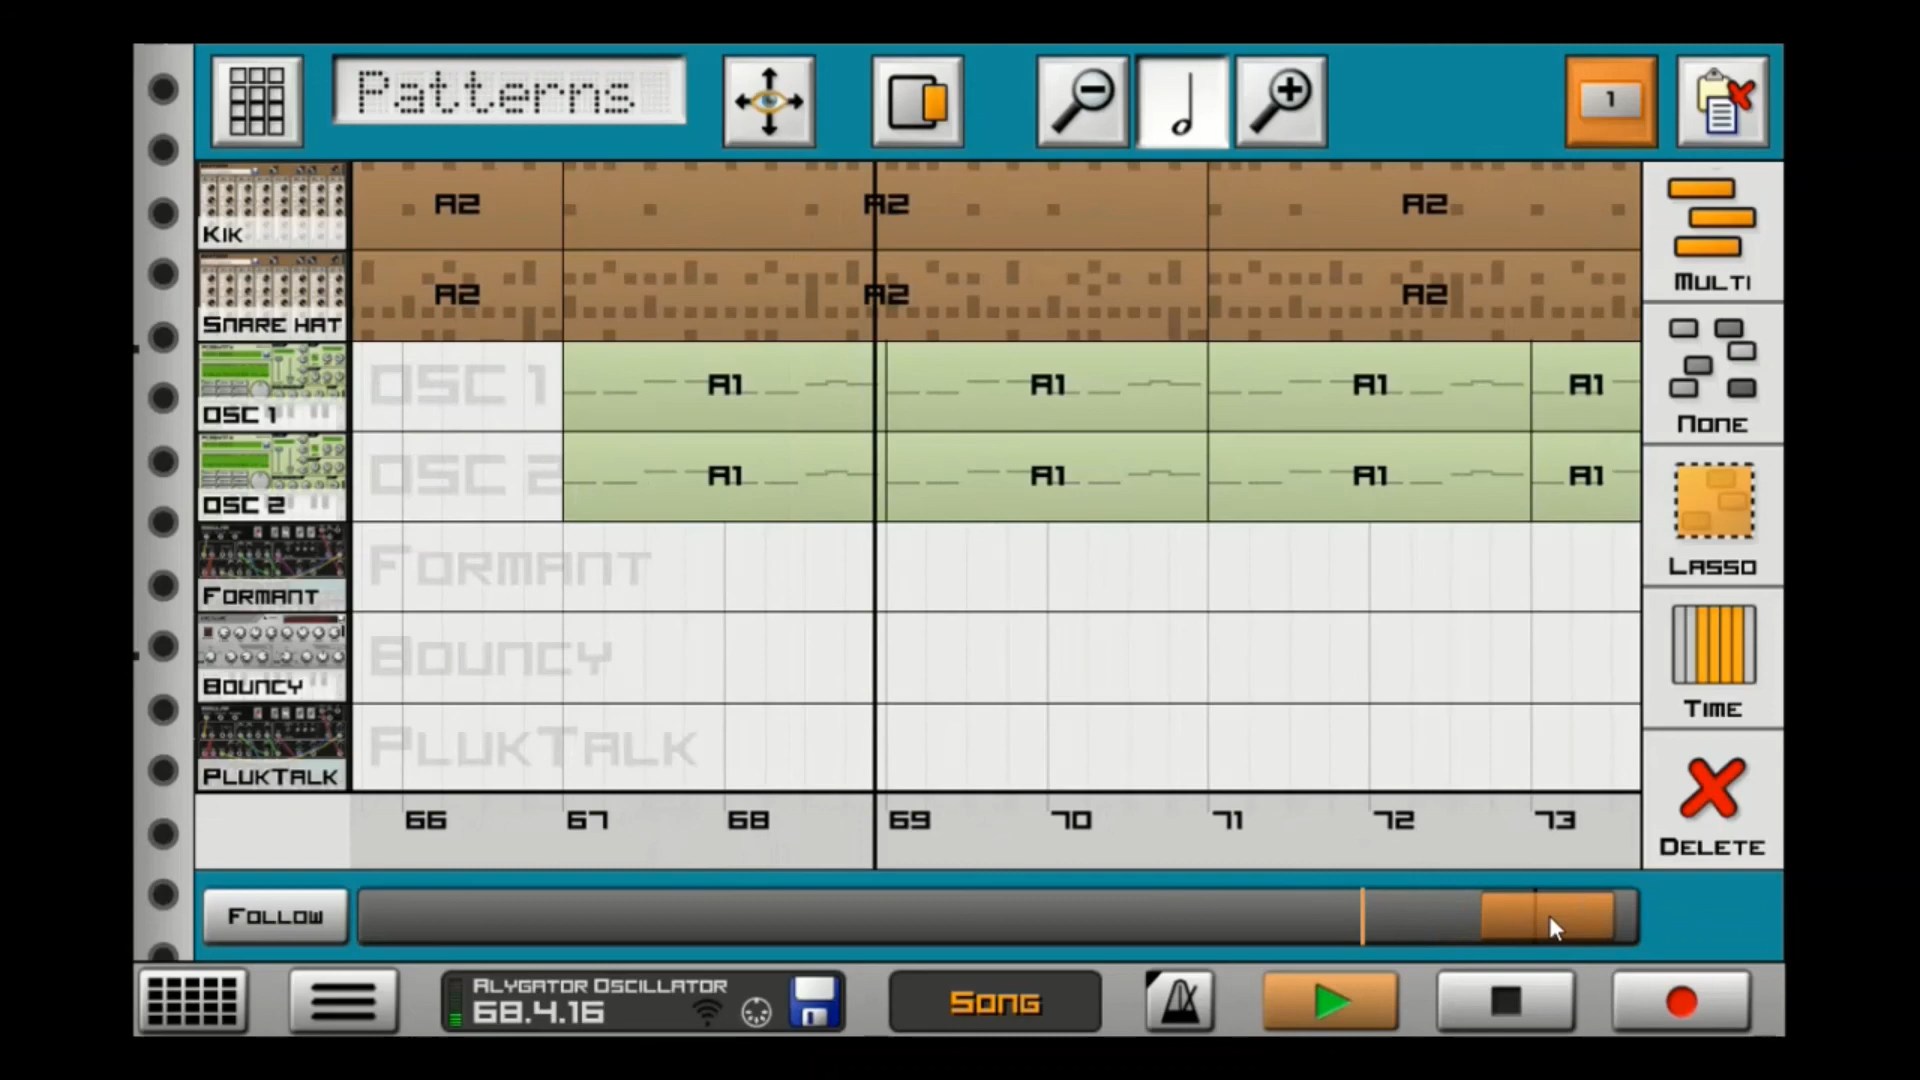 Patterns
1
A2 A2 A2
Kik
A2 A2 A2
Snare hat
OSC 1 A1 A1 A1 A1
OSC 1
OSC 2 A1 A1 A1 A1
OSC 2
Formant
Formant
Bouncy
Bouncy
PlukTalk
PlukTalk
66 67 68 69 70 71 72 73
Multi
None
Lasso
Time
Delete
Follow
Alygator Oscillator
68.4.16
Song